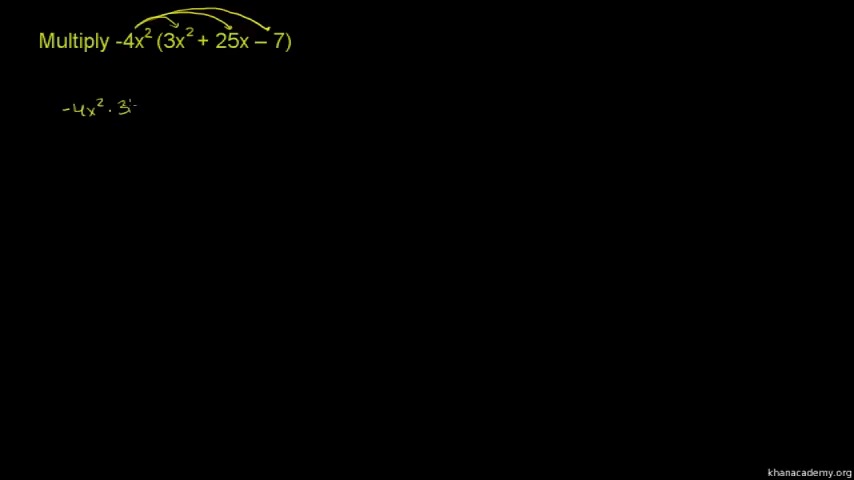 Multiply -4x² (3x² + 25x – 7)
-4x² · 3
khanacademy.org